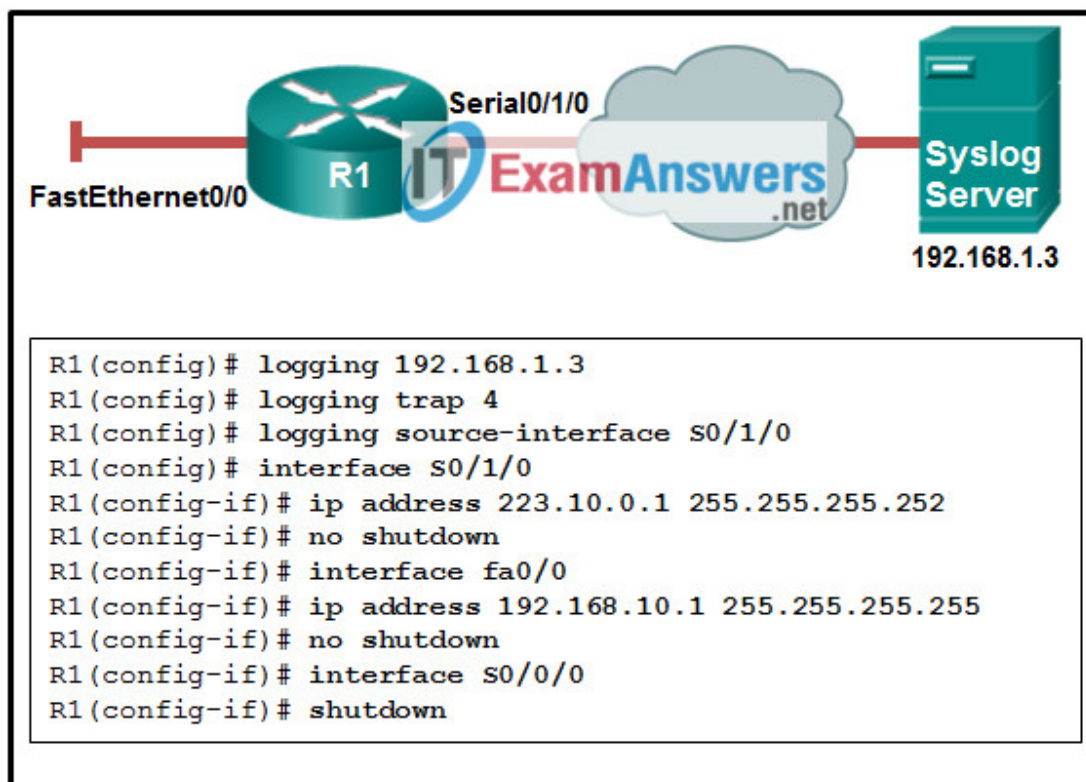 Serial0/1/0
FastEthernet0/0
R1
IT ExamAnswers
.net
Syslog
Server
192.168.1.3
R1(config)# logging 192.168.1.3
R1(config)# logging trap 4
R1(config)# logging source-interface S0/1/0
R1(config)# interface S0/1/0
R1(config-if)# ip address 223.10.0.1 255.255.255.252
R1(config-if)# no shutdown
R1(config-if)# interface fa0/0
R1(config-if)# ip address 192.168.10.1 255.255.255.255
R1(config-if)# no shutdown
R1(config-if)# interface S0/0/0
R1(config-if)# shutdown